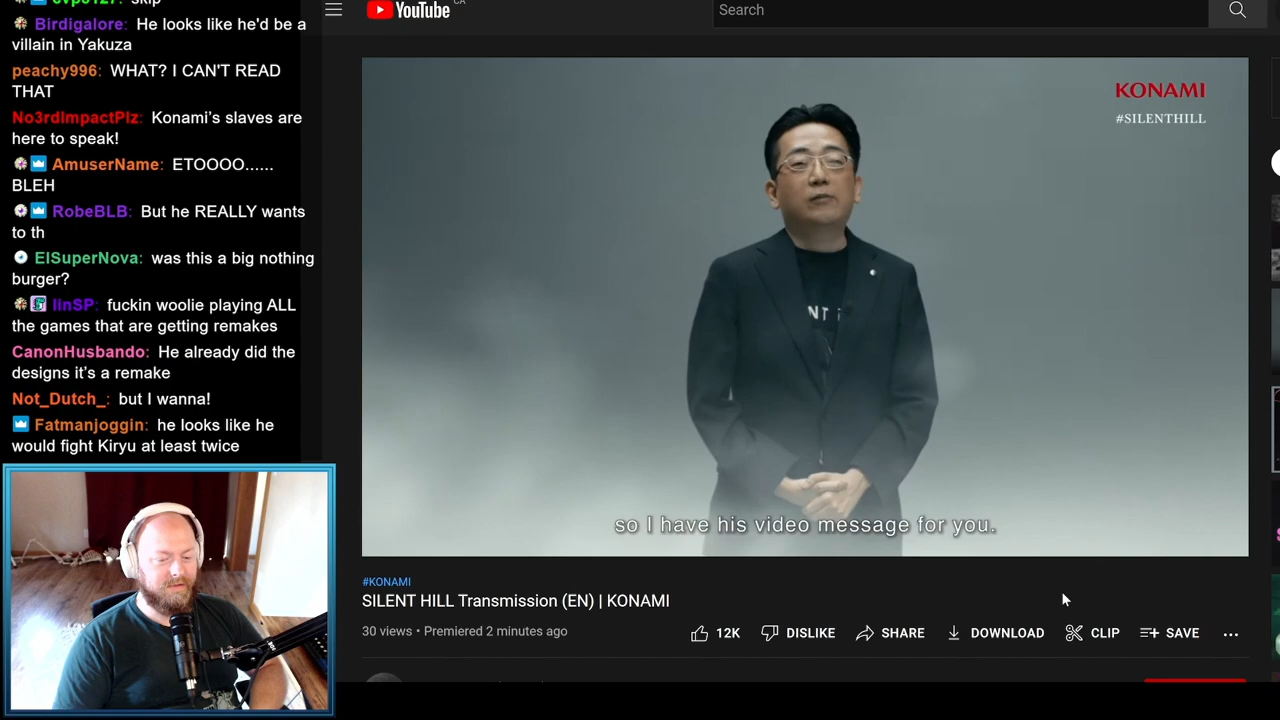 skip
Birdigalore: He looks like he'd be a
villain in Yakuza
peachy996: WHAT? I CAN'T READ
THAT
No3rdImpactPlz: Konami's slaves are
here to speak!
AmuserName: ETOOOO......
BLEH
RobeBLB: But he REALLY wants
to th
ElSuperNova: was this a big nothing
burger?
linSP: fuckin woolie playing ALL
the games that are getting remakes
CanonHusbando: He already did the
designs it's a remake
Not_Dutch_: but I wanna!
Fatmanjoggin: he looks like he
would fight Kiryu at least twice
YouTube CA
Search
KONAMI
#SILENTHILL
NT
so I have his video message for you.
#KONAMI
SILENT HILL Transmission (EN) | KONAMI
30 views • Premiered 2 minutes ago
12K DISLIKE SHARE DOWNLOAD CLIP SAVE ...